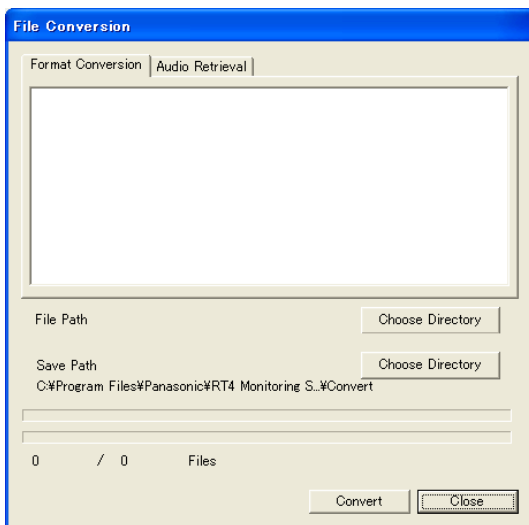 File Conversion
Format Conversion Audio Retrieval
File Path Choose Directory
Save Path Choose Directory
C:¥Program Files¥Panasonic¥RT4 Monitoring S...¥Convert
0 / 0 Files
Convert Close